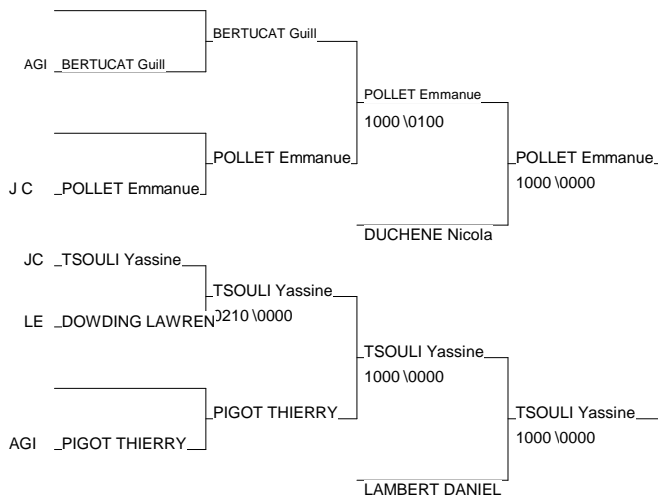 BERTUCAT Guill
AGI BERTUCAT Guill
POLLET Emmanue
1000 \0100
POLLET Emmanue
POLLET Emmanue
1000 \0000
J C POLLET Emmanue
DUCHENE Nicola
JC TSOULI Yassine
TSOULI Yassine
0210 \0000
LE DOWDING LAWREN
TSOULI Yassine
1000 \0000
PIGOT THIERRY
TSOULI Yassine
1000 \0000
AGI PIGOT THIERRY
LAMBERT DANIEL